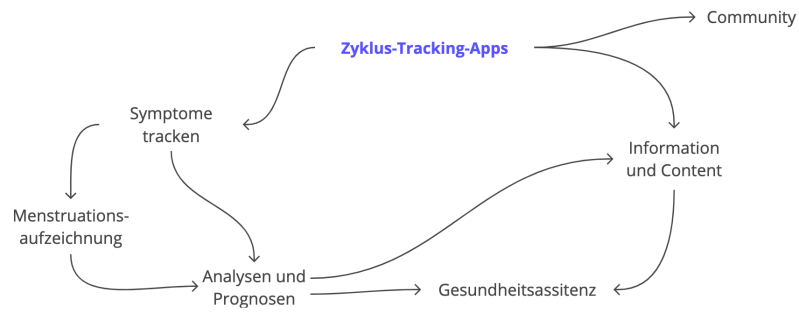 Community
Zyklus-Tracking-Apps
Symptome
tracken
Information
und Content
Menstruations-
aufzeichnung
Analysen und
Prognosen
Gesundheitsassitenz